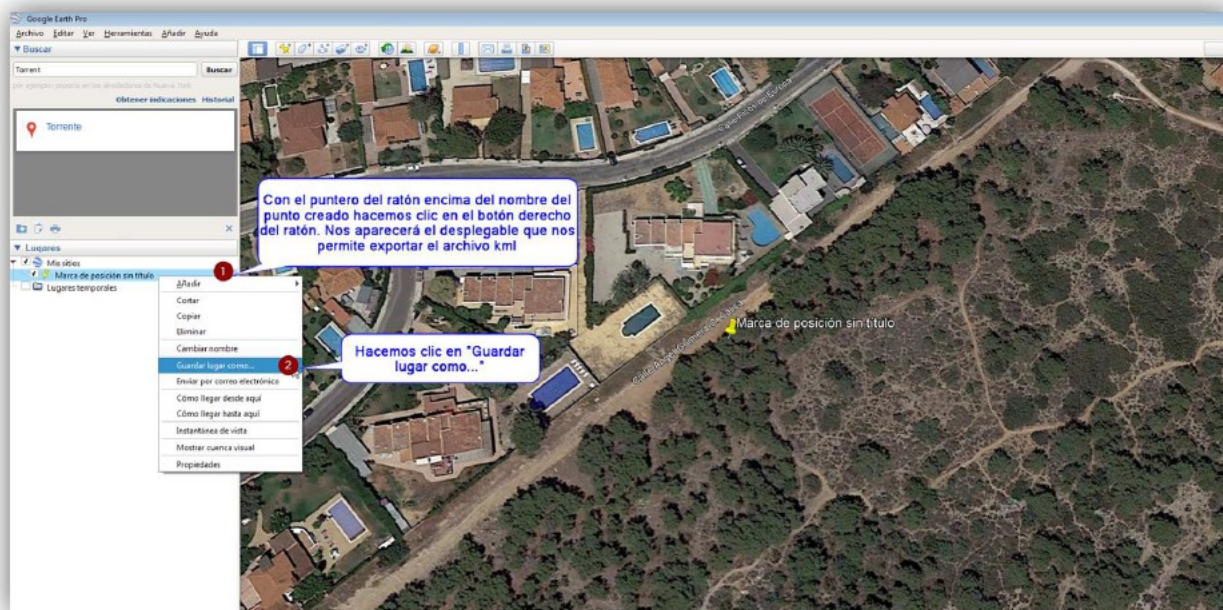 Google Earth Pro
Archivo Editar Ver Herramientas Añadir Ayuda
▼ Buscar
Torrent
Buscar
Obtener indicaciones Historial
Torrente
▼ Lugares
Mis sitios
Marca de posición sin título
Lugares temporales
1
Con el puntero del ratón encima del nombre del
punto creado hacemos clic en el botón derecho
del ratón. Nos aparecerá el desplegable que nos
permite exportar el archivo kml
Añadir
Cortar
Copiar
Eliminar
Cambiar nombre
Guardar lugar como...
2
Enviar por correo electrónico
Cómo llegar desde aquí
Cómo llegar hasta aquí
Instantánea de vista
Mostrar cuenca visual
Propiedades
Hacemos clic en "Guardar
lugar como..."
Marca de posición sin título